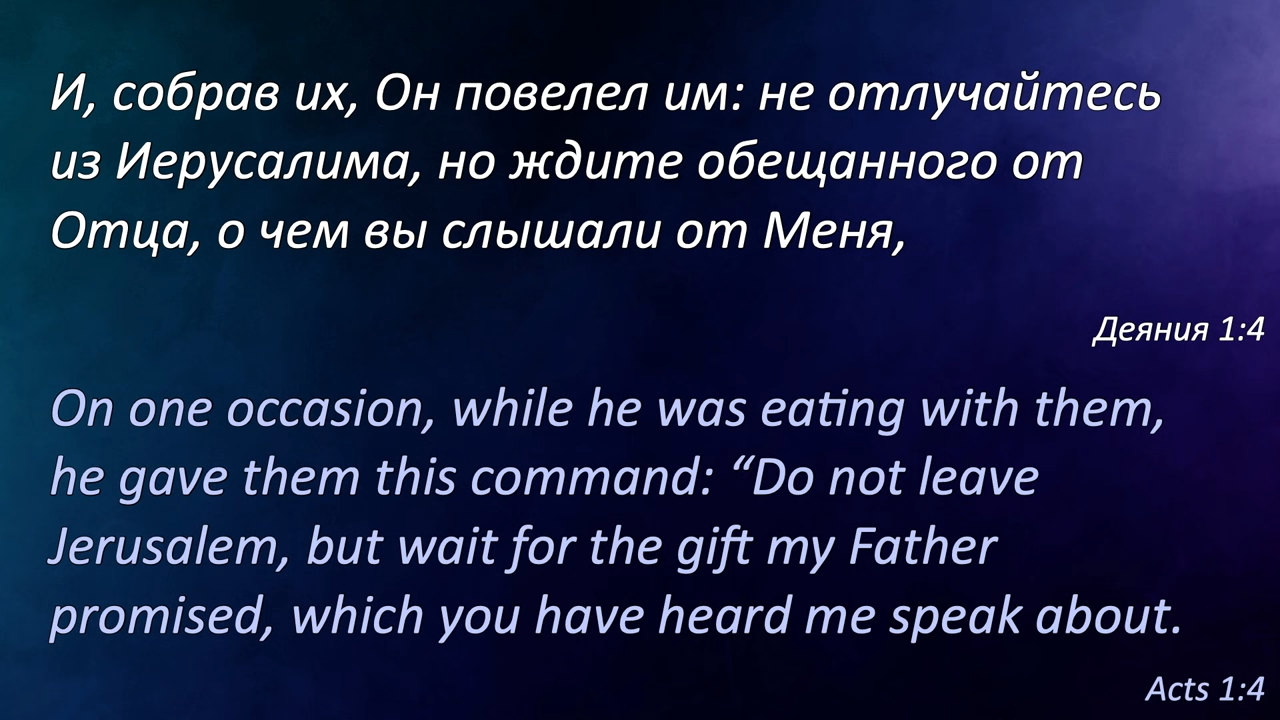 И, собрав их, Он повелел им: не отлучайтесь
из Иерусалима, но ждите обещанного от
Отца, о чем вы слышали от Меня,
Деяния 1:4
On one occasion, while he was eating with them,
he gave them this command: “Do not leave
Jerusalem, but wait for the gift my Father
promised, which you have heard me speak about.
Acts 1:4